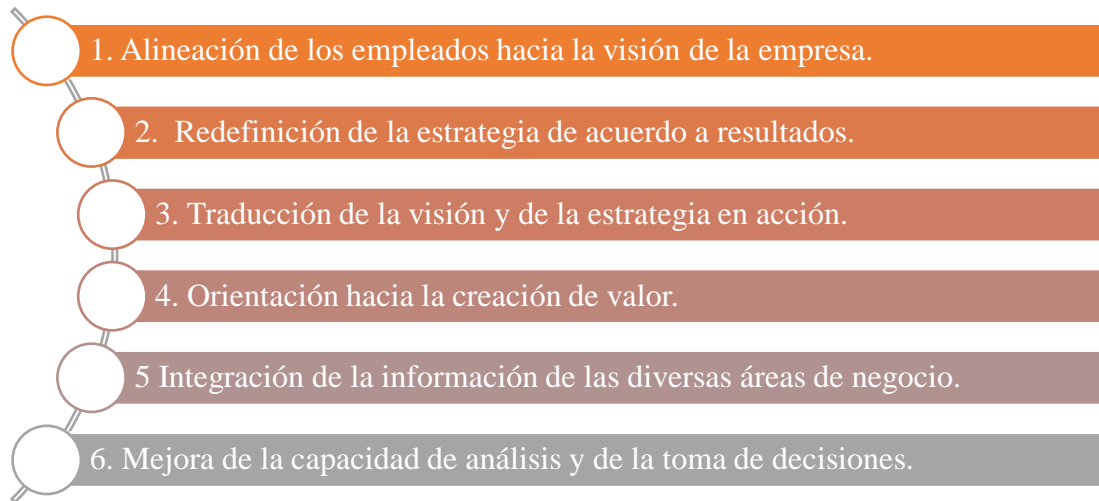 1. Alineación de los empleados hacia la visión de la empresa.
2. Redefinición de la estrategia de acuerdo a resultados.
3. Traducción de la visión y de la estrategia en acción.
4. Orientación hacia la creación de valor.
5 Integración de la información de las diversas áreas de negocio.
6. Mejora de la capacidad de análisis y de la toma de decisiones.